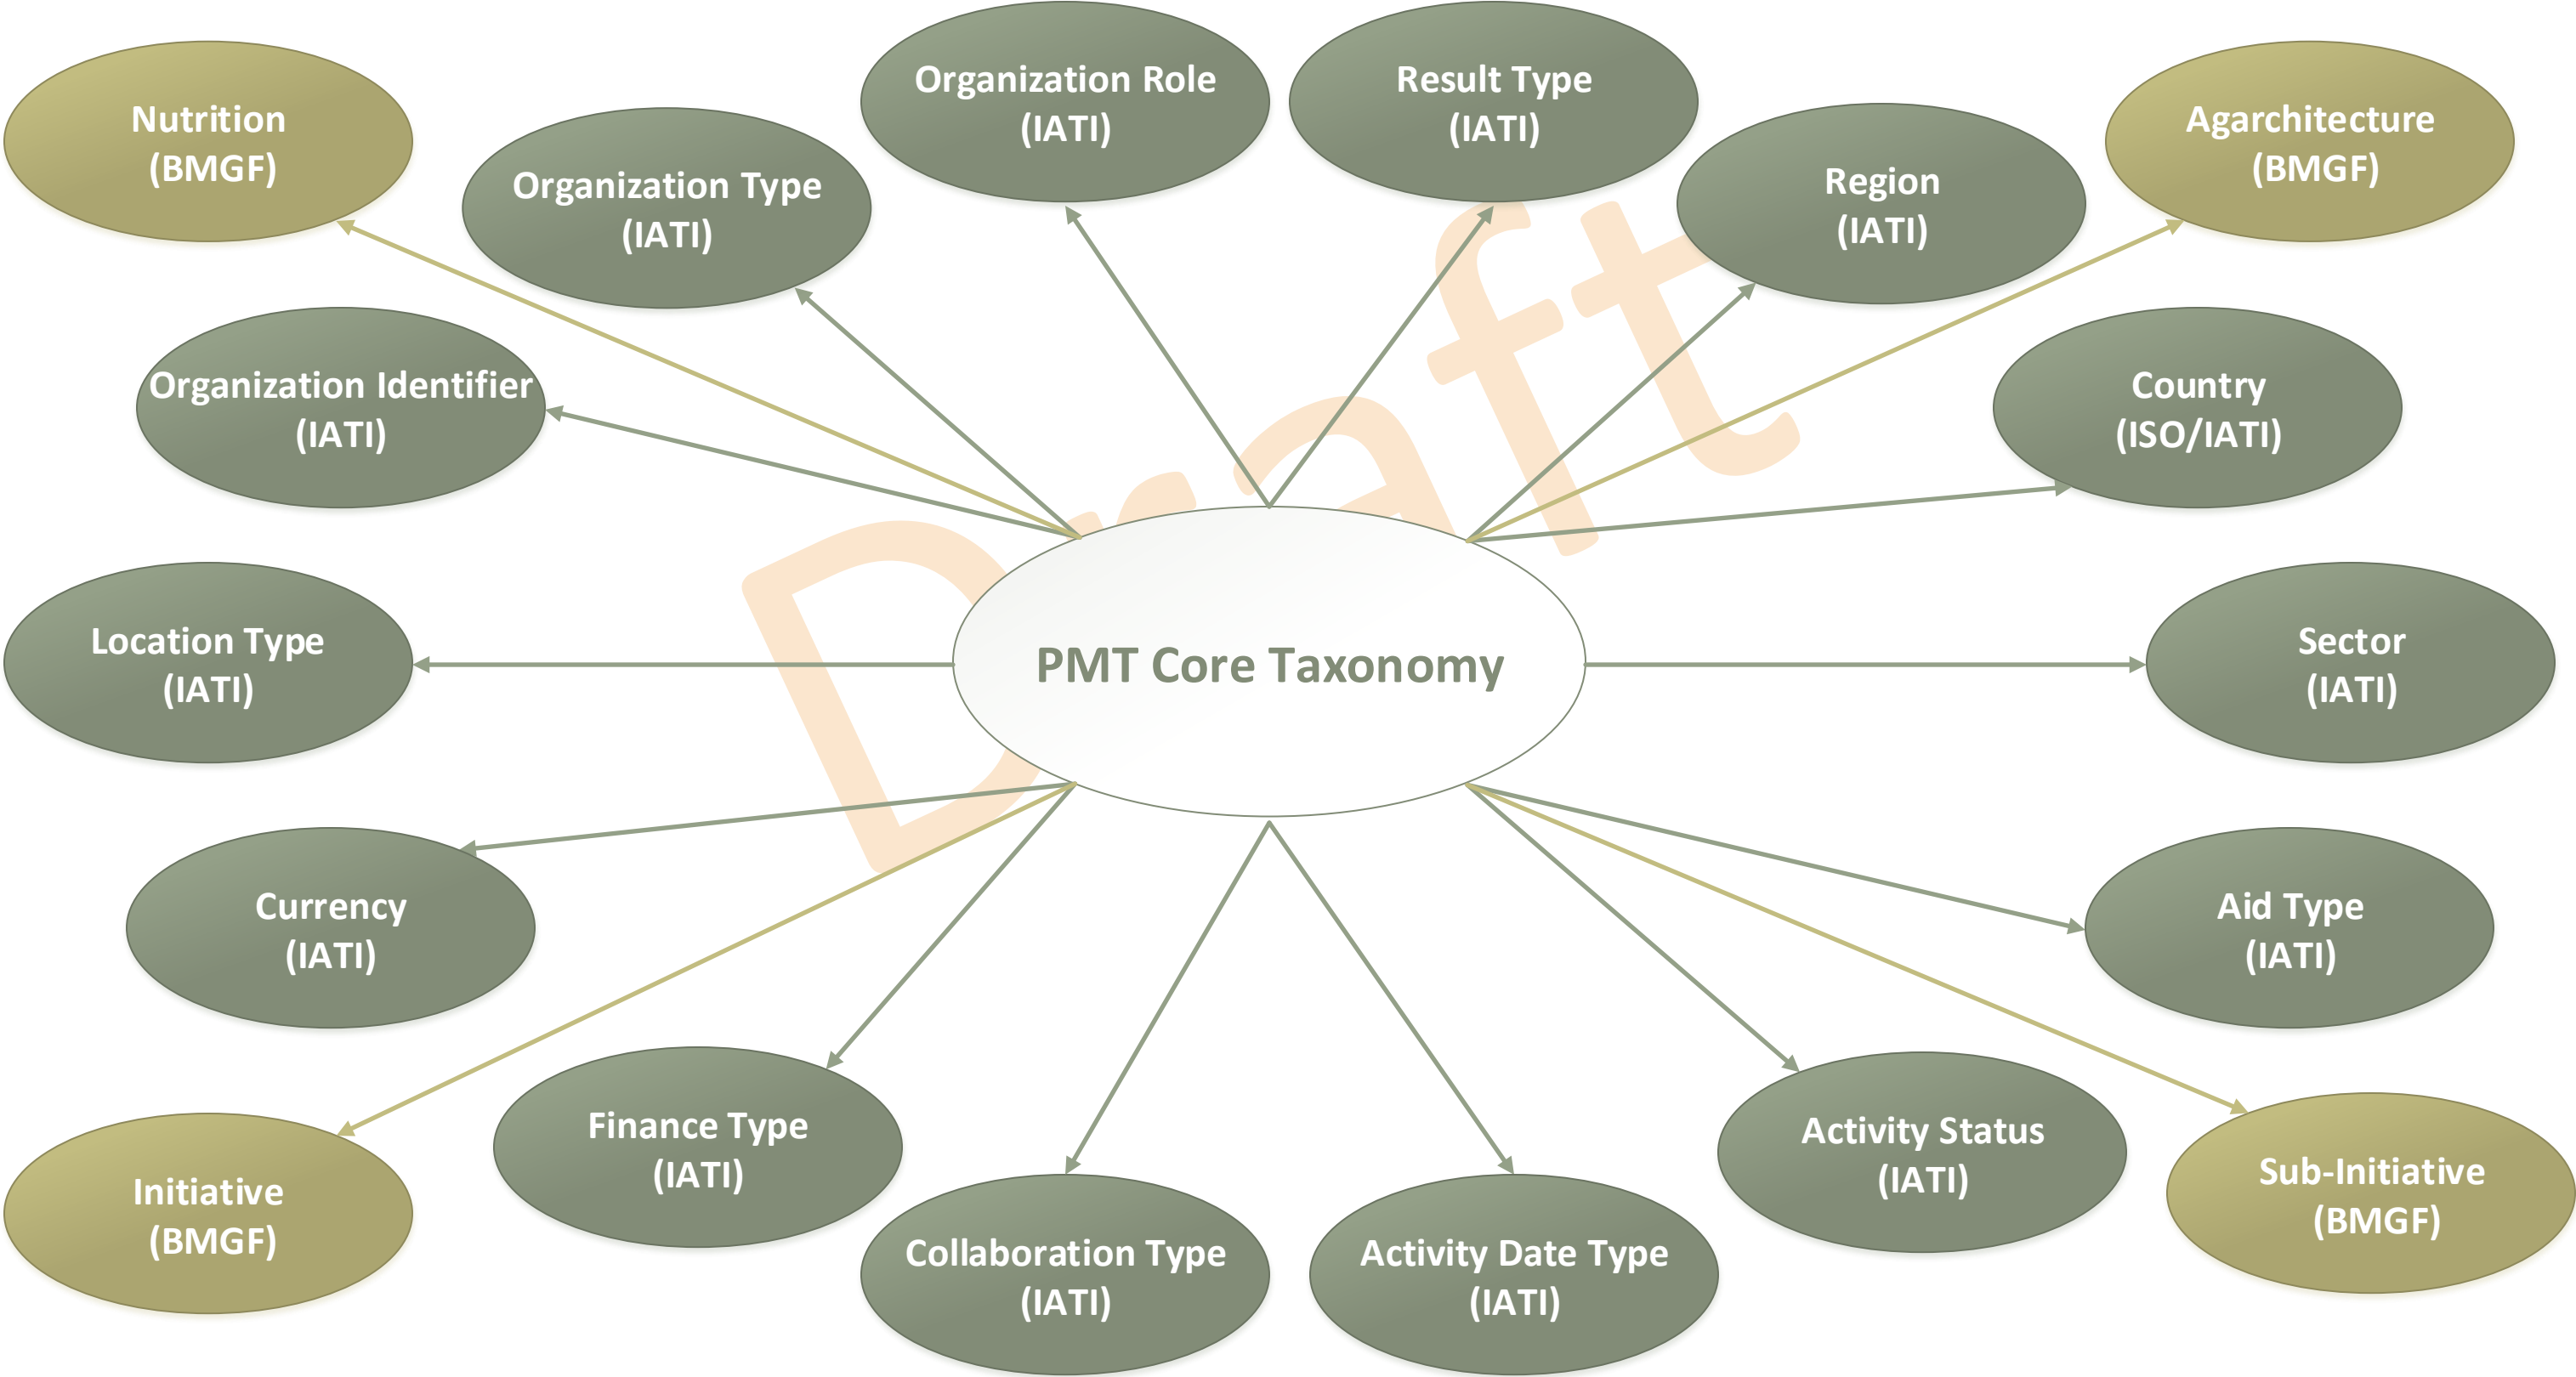 Organization Role
(IATI)
Result Type
(IATI)
Nutrition
(BMGF)
Agarchitecture
(BMGF)
Organization Type
(IATI)
Region
(IATI)
Organization Identifier
(IATI)
Country
(ISO/IATI)
Draft
Location Type
(IATI)
PMT Core Taxonomy
Sector
(IATI)
Currency
(IATI)
Aid Type
(IATI)
Finance Type
(IATI)
Activity Status
(IATI)
Initiative
(BMGF)
Sub-Initiative
(BMGF)
Collaboration Type
(IATI)
Activity Date Type
(IATI)